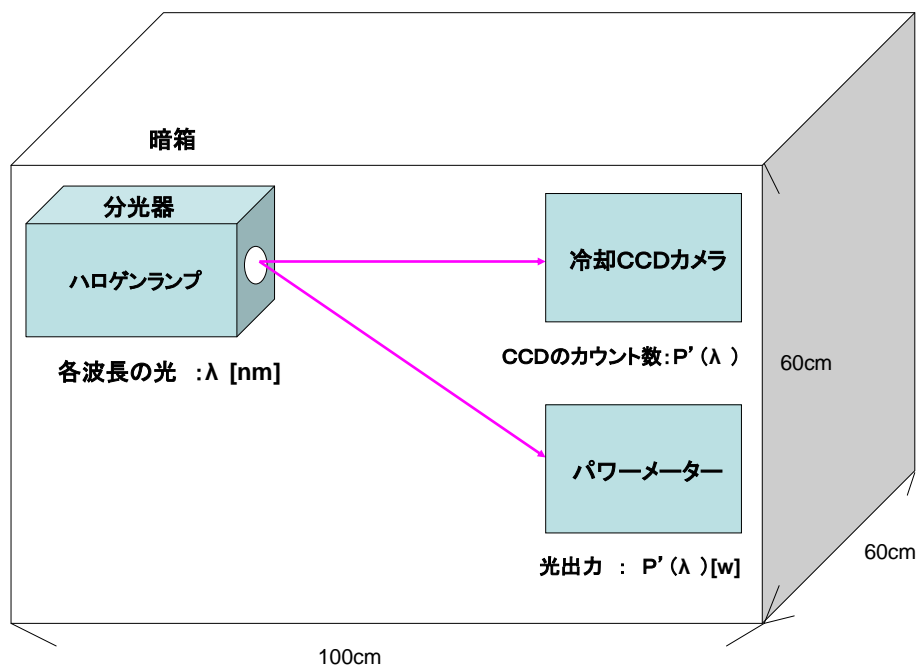 暗箱
分光器
ハロゲンランプ
各波長の光 :λ [nm]
冷却CCDカメラ
CCDのカウント数:P’(λ )
パワーメーター
光出力 : P’(λ )[w]
60cm
60cm
100cm